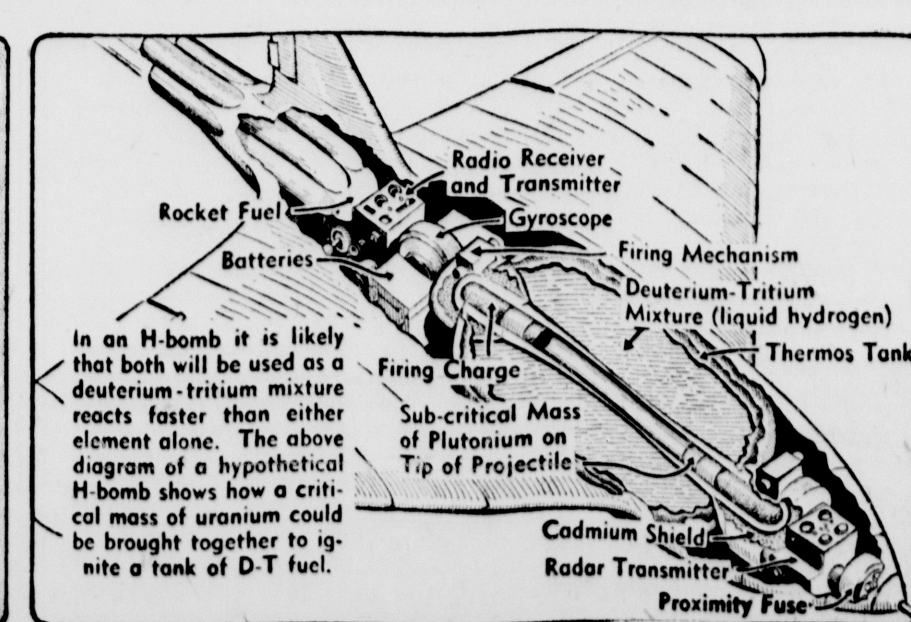 Radio Receiver
and Transmitter
Rocket Fuel
Gyroscope
Batteries
Firing Mechanism
Deuterium-Tritium
Mixture (liquid hydrogen)
Thermos Tank
In an H-bomb it is likely
that both will be used as a
deuterium-tritium mixture
reacts faster than either
element alone. The above
diagram of a hypothetical
H-bomb shows how a criti-
cal mass of uranium could
be brought together to ig-
nite a tank of D-T fuel.
Firing Charge
Sub-critical Mass
of Plutonium on
Tip of Projectile
Cadmium Shield
Radar Transmitter
Proximity Fuse